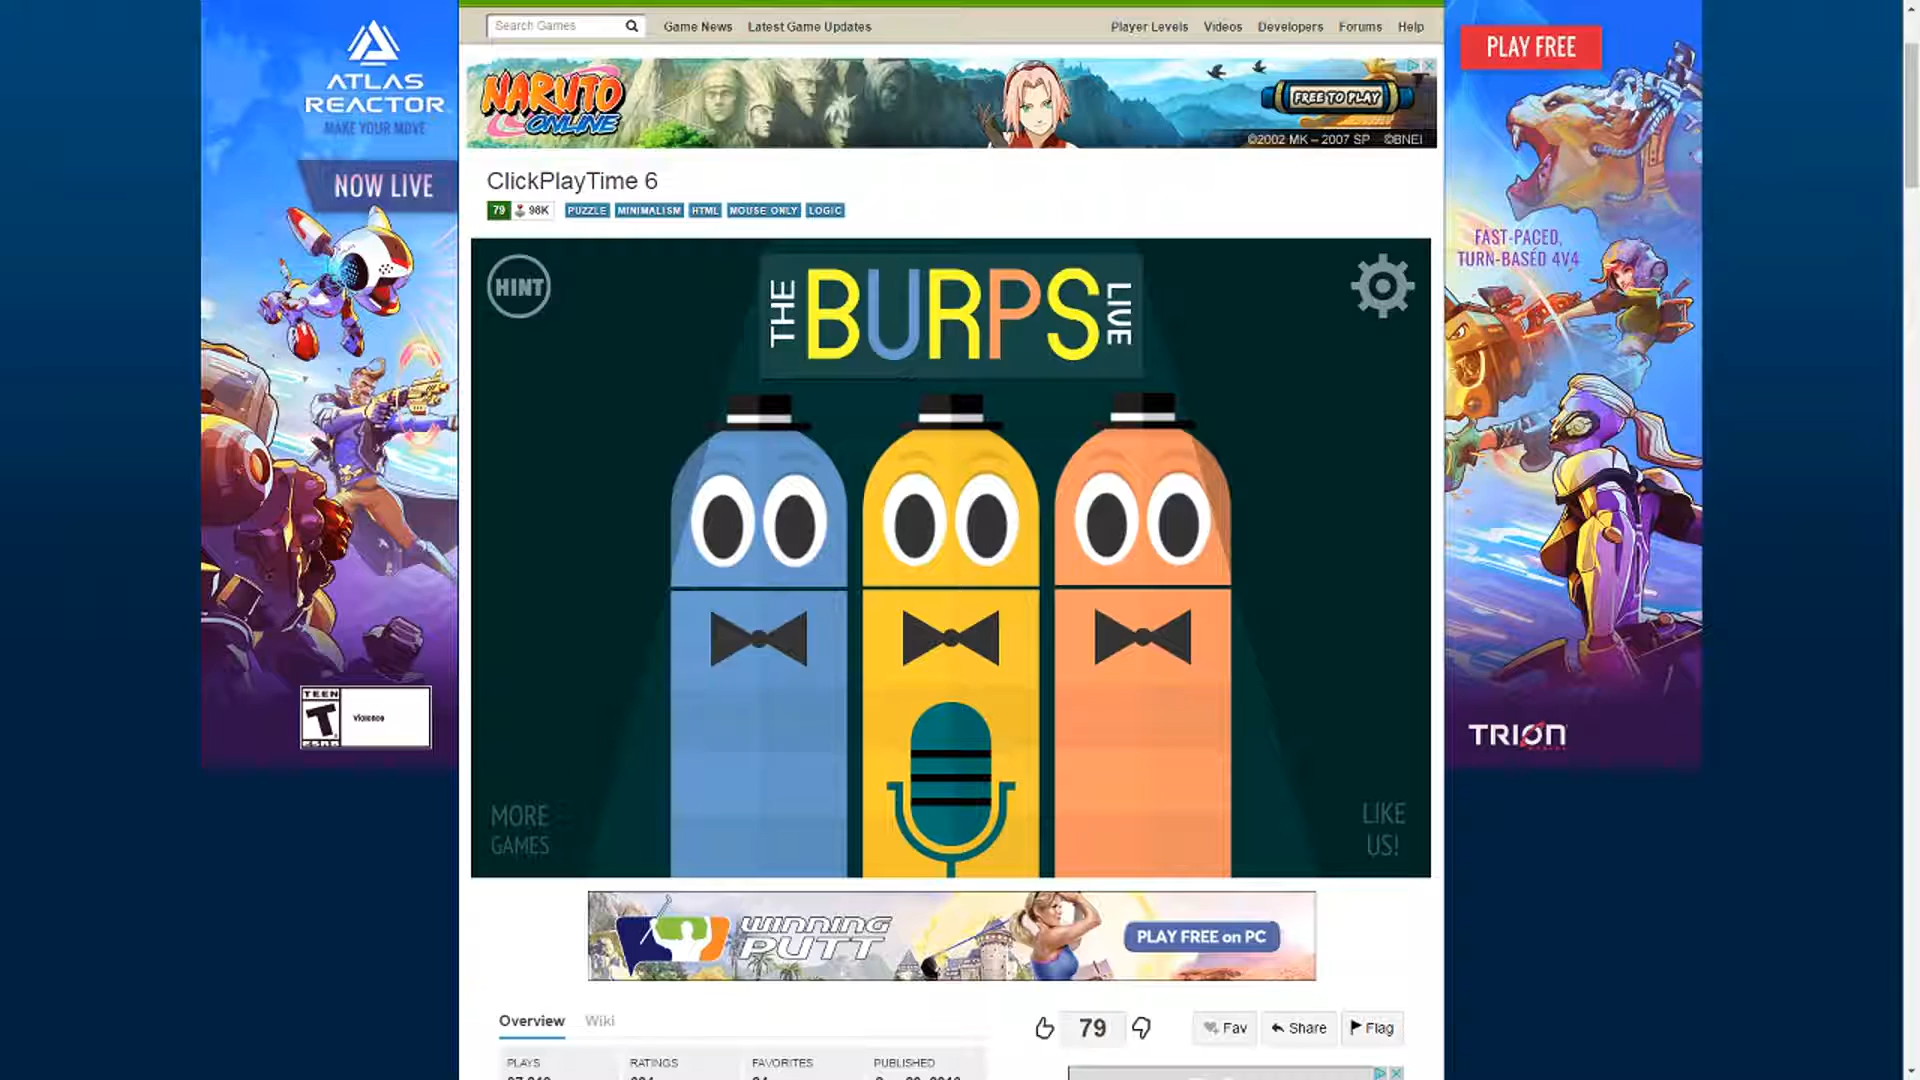 Search Games
Game News
Latest Game Updates
Player Levels
Videos
Developers
Forums
Help
ATLAS
REACTOR
MAKE YOUR MOVE
NOW LIVE
TEEN
T
Violence
NARUTO
ONLINE
FREE TO PLAY
©2002 MK – 2007 SP ©BNEI
PLAY FREE
FAST-PACED,
TURN-BASED 4V4
TRION
ClickPlayTime 6
79
98K
PUZZLE
MINIMALISM
HTML
MOUSE ONLY
LOGIC
HINT
THE BURPS LIVE
MORE
GAMES
LIKE
US!
WINNING
PUTT
PLAY FREE on PC
Overview
Wiki
79
Fav
Share
Flag
PLAYS
RATINGS
FAVORITES
PUBLISHED